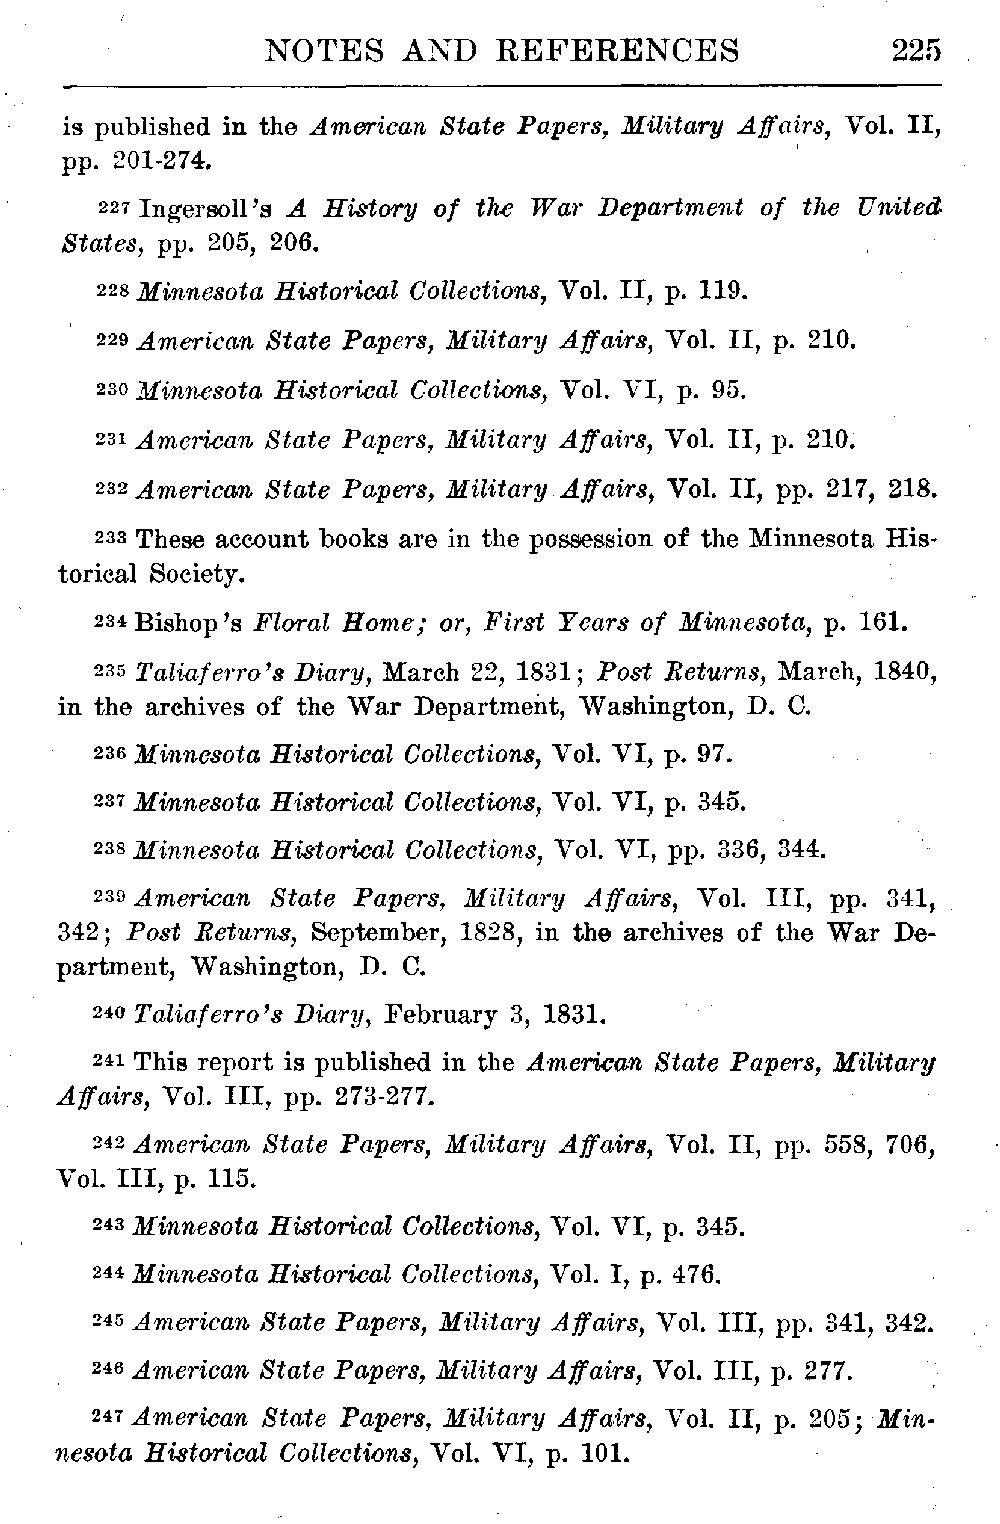 NOTES AND REFERENCES 225
is published in the American State Papers, Military Affairs, Vol. II,
pp. 201-274.
227 Ingersoll's A History of the War Department of the United
States, pp. 205, 206.
228 Minnesota Historical Collections, Vol. II, p. 119.
229 American State Papers, Military Affairs, Vol. II, p. 210.
230 Minnesota Historical Collections, Vol. VI, p. 95.
231 American State Papers, Military Affairs, Vol. II, p. 210.
232 American State Papers, Military Affairs, Vol. II, pp. 217, 218.
233 These account books are in the possession of the Minnesota His-
torical Society.
234 Bishop's Floral Home; or, First Years of Minnesota, p. 161.
235 Taliaferro's Diary, March 22, 1831; Post Returns, March, 1840,
in the archives of the War Department, Washington, D. C.
236 Minnesota Historical Collections, Vol. VI, p. 97.
237 Minnesota Historical Collections, Vol. VI, p. 345.
238 Minnesota Historical Collections, Vol. VI, pp. 336, 344.
239 American State Papers, Military Affairs, Vol. III, pp. 341,
342; Post Returns, September, 1828, in the archives of the War De-
partment, Washington, D. C.
240 Taliaferro's Diary, February 3, 1831.
241 This report is published in the American State Papers, Military
Affairs, Vol. III, pp. 273-277.
242 American State Papers, Military Affairs, Vol. II, pp. 558, 706,
Vol. III, p. 115.
243 Minnesota Historical Collections, Vol. VI, p. 345.
244 Minnesota Historical Collections, Vol. I, p. 476.
245 American State Papers, Military Affairs, Vol. III, pp. 341, 342.
246 American State Papers, Military Affairs, Vol. III, p. 277.
247 American State Papers, Military Affairs, Vol. II, p. 205; Min-
nesota Historical Collections, Vol. VI, p. 101.